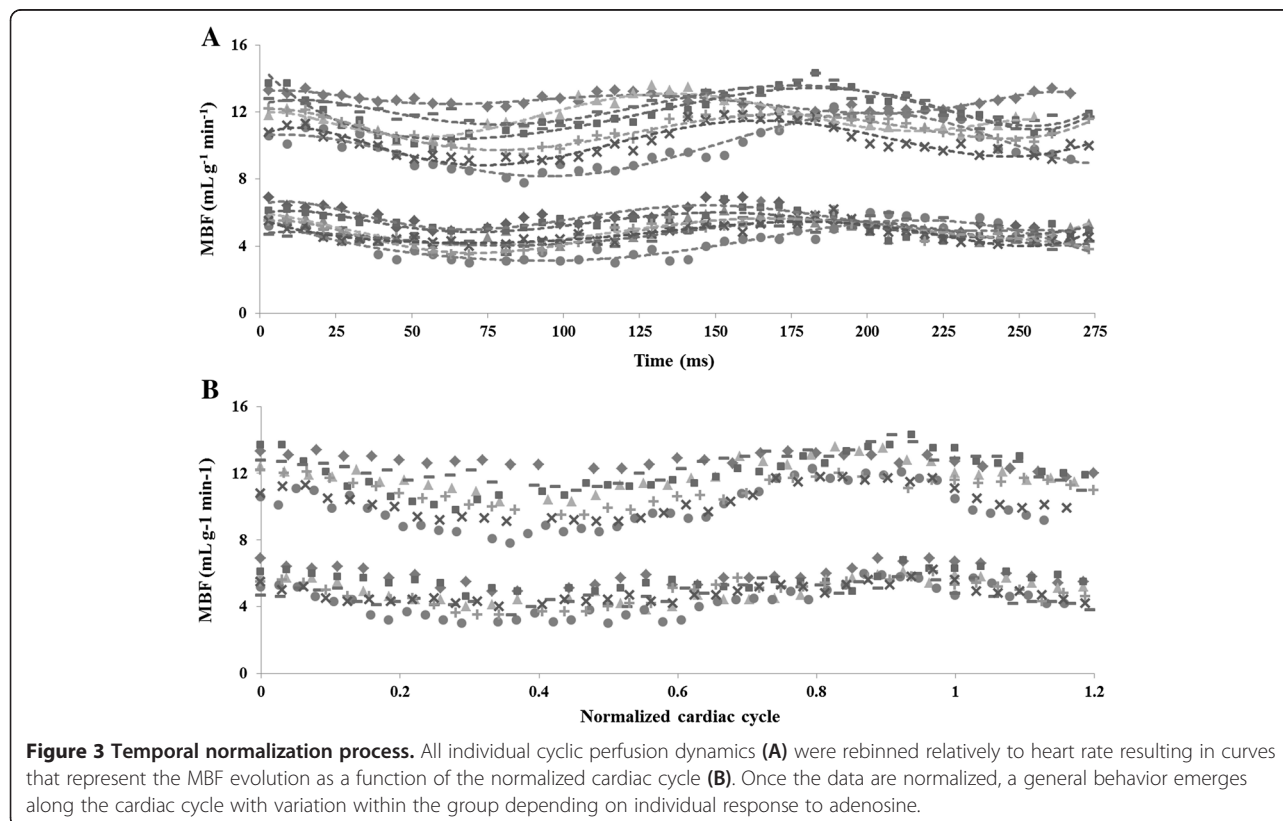 A
16
12
8
4
0
MBF (mL g⁻¹ min⁻¹)
0 25 50 75 100 125 150 175 200 225 250 275
Time (ms)
B
16
12
8
4
0
MBF (mL g-1 min-1)
0 0.2 0.4 0.6 0.8 1 1.2
Normalized cardiac cycle
Figure 3 Temporal normalization process. All individual cyclic perfusion dynamics (A) were rebinned relatively to heart rate resulting in curves
that represent the MBF evolution as a function of the normalized cardiac cycle (B). Once the data are normalized, a general behavior emerges
along the cardiac cycle with variation within the group depending on individual response to adenosine.